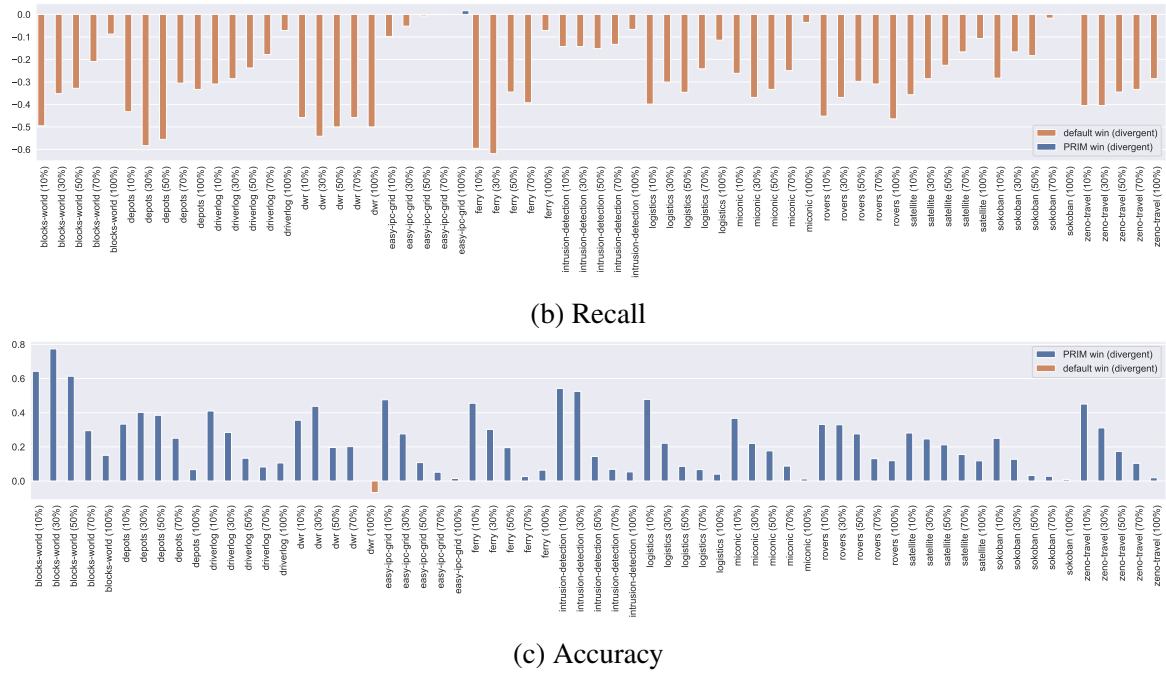 0.0
−0.1
−0.2
−0.3
−0.4
−0.5
−0.6
default win (divergent)
PRIM win (divergent)
blocks-world (10%)
blocks-world (30%)
blocks-world (50%)
blocks-world (70%)
blocks-world (100%)
depots (10%)
depots (30%)
depots (50%)
depots (70%)
depots (100%)
driverlog (10%)
driverlog (30%)
driverlog (50%)
driverlog (70%)
driverlog (100%)
dwr (10%)
dwr (30%)
dwr (50%)
dwr (70%)
dwr (100%)
easy-ipc-grid (10%)
easy-ipc-grid (30%)
easy-ipc-grid (50%)
easy-ipc-grid (70%)
easy-ipc-grid (100%)
ferry (10%)
ferry (30%)
ferry (50%)
ferry (70%)
ferry (100%)
intrusion-detection (10%)
intrusion-detection (30%)
intrusion-detection (50%)
intrusion-detection (70%)
intrusion-detection (100%)
logistics (10%)
logistics (30%)
logistics (50%)
logistics (70%)
logistics (100%)
miconic (10%)
miconic (30%)
miconic (50%)
miconic (70%)
miconic (100%)
rovers (10%)
rovers (30%)
rovers (50%)
rovers (70%)
rovers (100%)
satellite (10%)
satellite (30%)
satellite (50%)
satellite (70%)
satellite (100%)
sokoban (10%)
sokoban (30%)
sokoban (50%)
sokoban (70%)
sokoban (100%)
zeno-travel (10%)
zeno-travel (30%)
zeno-travel (50%)
zeno-travel (70%)
zeno-travel (100%)
(b) Recall
0.8
0.6
0.4
0.2
0.0
PRIM win (divergent)
default win (divergent)
blocks-world (10%)
blocks-world (30%)
blocks-world (50%)
blocks-world (70%)
blocks-world (100%)
depots (10%)
depots (30%)
depots (50%)
depots (70%)
depots (100%)
driverlog (10%)
driverlog (30%)
driverlog (50%)
driverlog (70%)
driverlog (100%)
dwr (10%)
dwr (30%)
dwr (50%)
dwr (70%)
dwr (100%)
easy-ipc-grid (10%)
easy-ipc-grid (30%)
easy-ipc-grid (50%)
easy-ipc-grid (70%)
easy-ipc-grid (100%)
ferry (10%)
ferry (30%)
ferry (50%)
ferry (70%)
ferry (100%)
intrusion-detection (10%)
intrusion-detection (30%)
intrusion-detection (50%)
intrusion-detection (70%)
intrusion-detection (100%)
logistics (10%)
logistics (30%)
logistics (50%)
logistics (70%)
logistics (100%)
miconic (10%)
miconic (30%)
miconic (50%)
miconic (70%)
miconic (100%)
rovers (10%)
rovers (30%)
rovers (50%)
rovers (70%)
rovers (100%)
satellite (10%)
satellite (30%)
satellite (50%)
satellite (70%)
satellite (100%)
sokoban (10%)
sokoban (30%)
sokoban (50%)
sokoban (70%)
sokoban (100%)
zeno-travel (10%)
zeno-travel (30%)
zeno-travel (50%)
zeno-travel (70%)
zeno-travel (100%)
(c) Accuracy